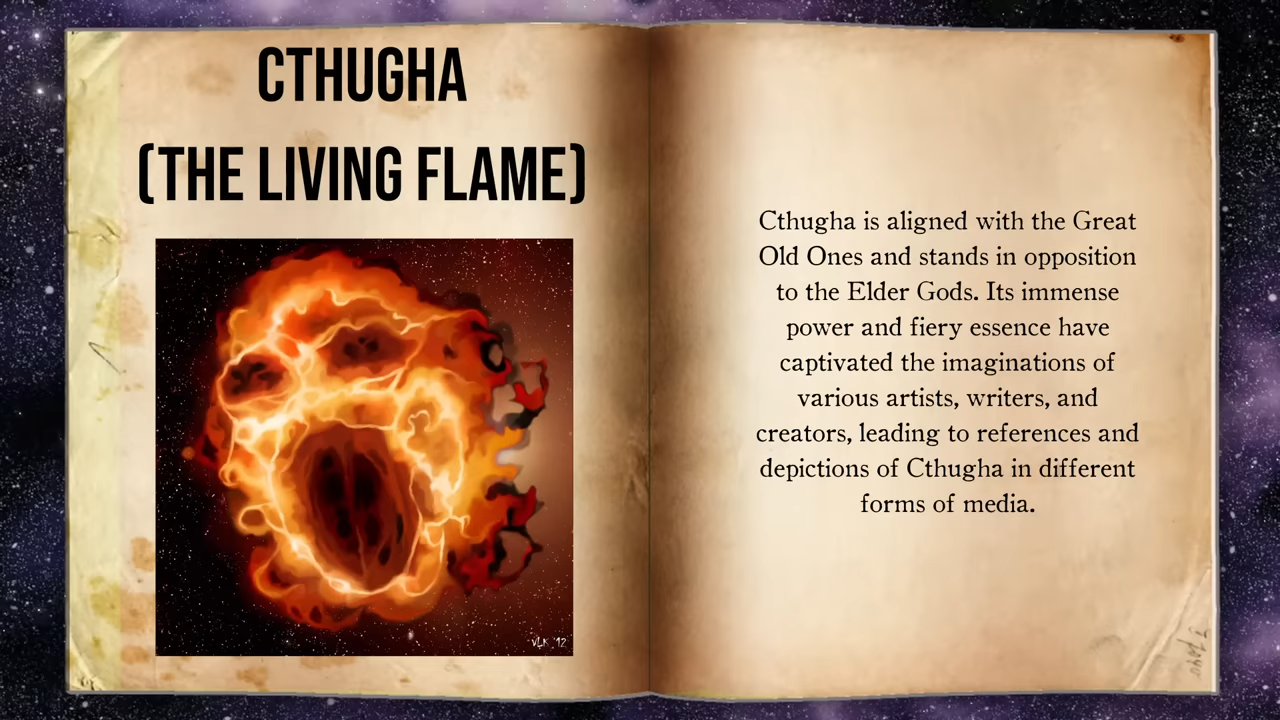 CTHUGHA
(THE LIVING FLAME)
VLK '12
Cthugha is aligned with the Great
Old Ones and stands in opposition
to the Elder Gods. Its immense
power and fiery essence have
captivated the imaginations of
various artists, writers, and
creators, leading to references and
depictions of Cthugha in different
forms of media.